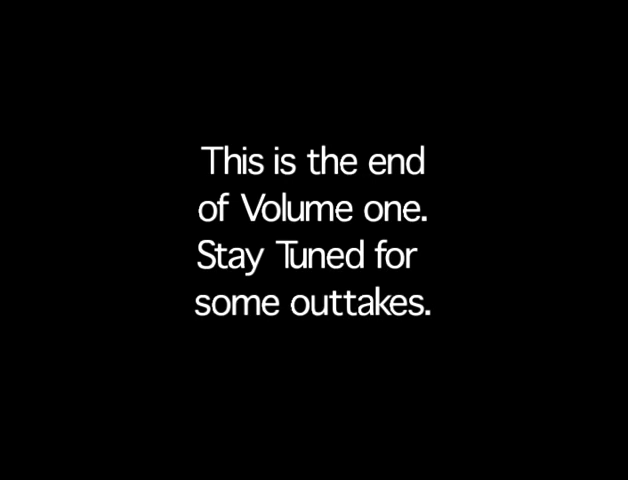 This is the end
of Volume one.
Stay Tuned for
some outtakes.